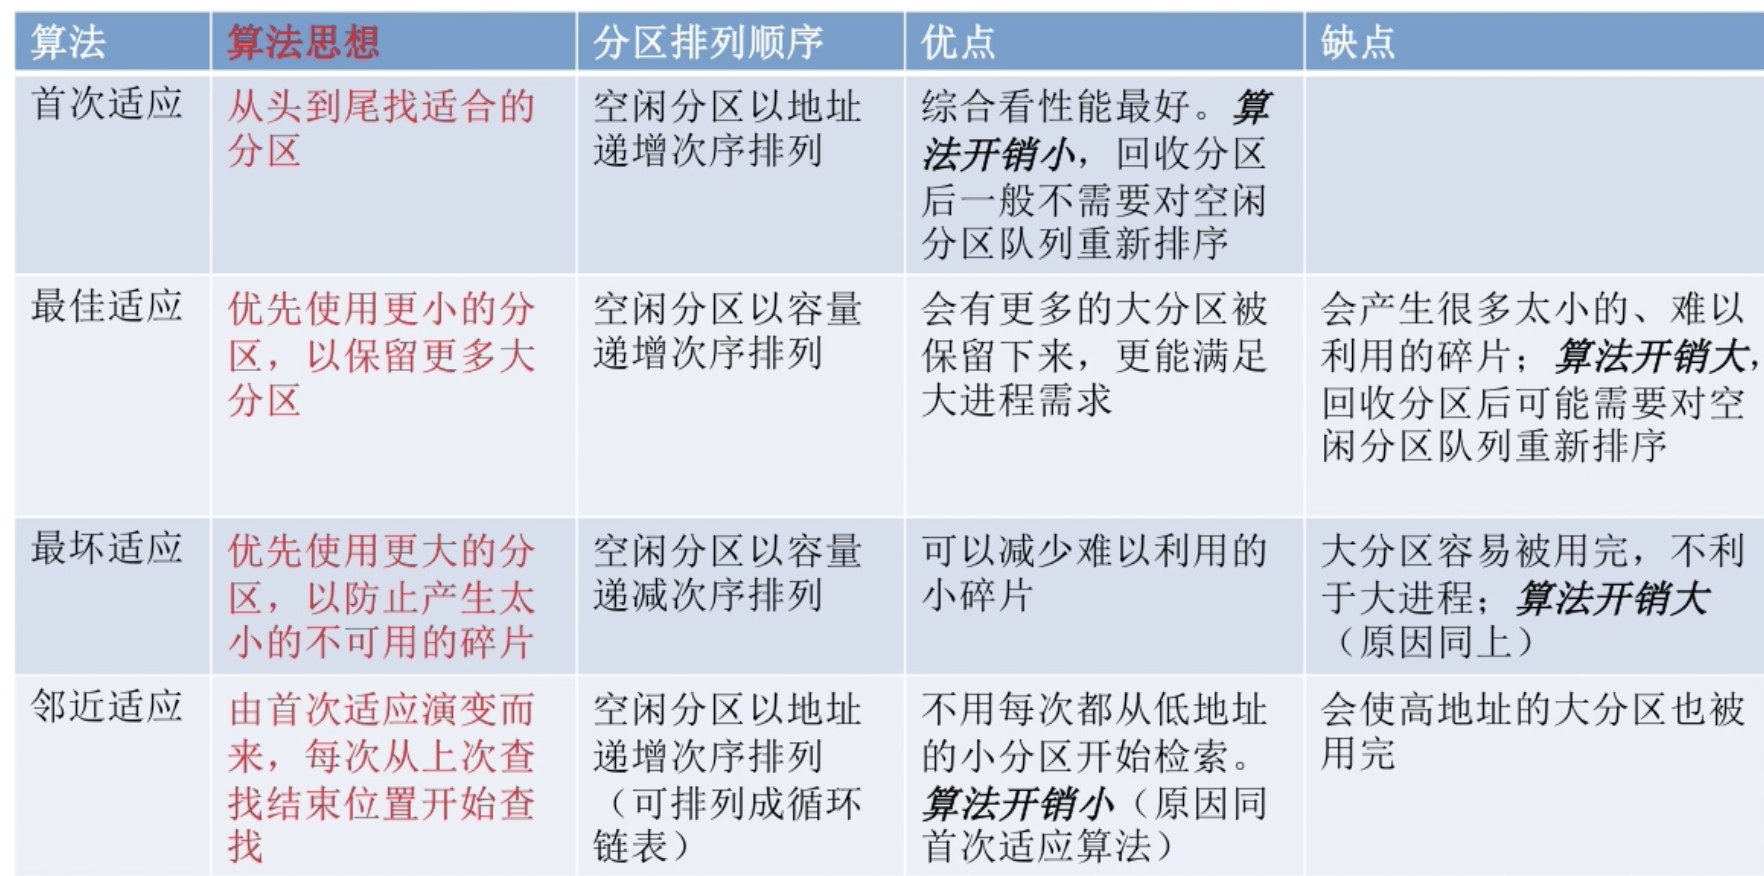 算法
算法思想
分区排列顺序
优点
缺点
首次适应
从头到尾找适合的
分区
空闲分区以地址
递增次序排列
综合看性能最好。算
法开销小，回收分区
后一般不需要对空闲
分区队列重新排序
最佳适应
优先使用更小的分
区，以保留更多大
分区
空闲分区以容量
递增次序排列
会有更多的大分区被
保留下来，更能满足
大进程需求
会产生很多太小的、难以
利用的碎片；算法开销大，
回收分区后可能需要对空
闲分区队列重新排序
最坏适应
优先使用更大的分
区，以防止产生太
小的不可用的碎片
空闲分区以容量
递减次序排列
可以减少难以利用的
小碎片
大分区容易被用完，不利
于大进程；算法开销大
（原因同上）
邻近适应
由首次适应演变而
来，每次从上次查
找结束位置开始查
找
空闲分区以地址
递增次序排列
（可排列成循环
链表）
不用每次都从低地址
的小分区开始检索。
算法开销小（原因同
首次适应算法）
会使高地址的大分区也被
用完